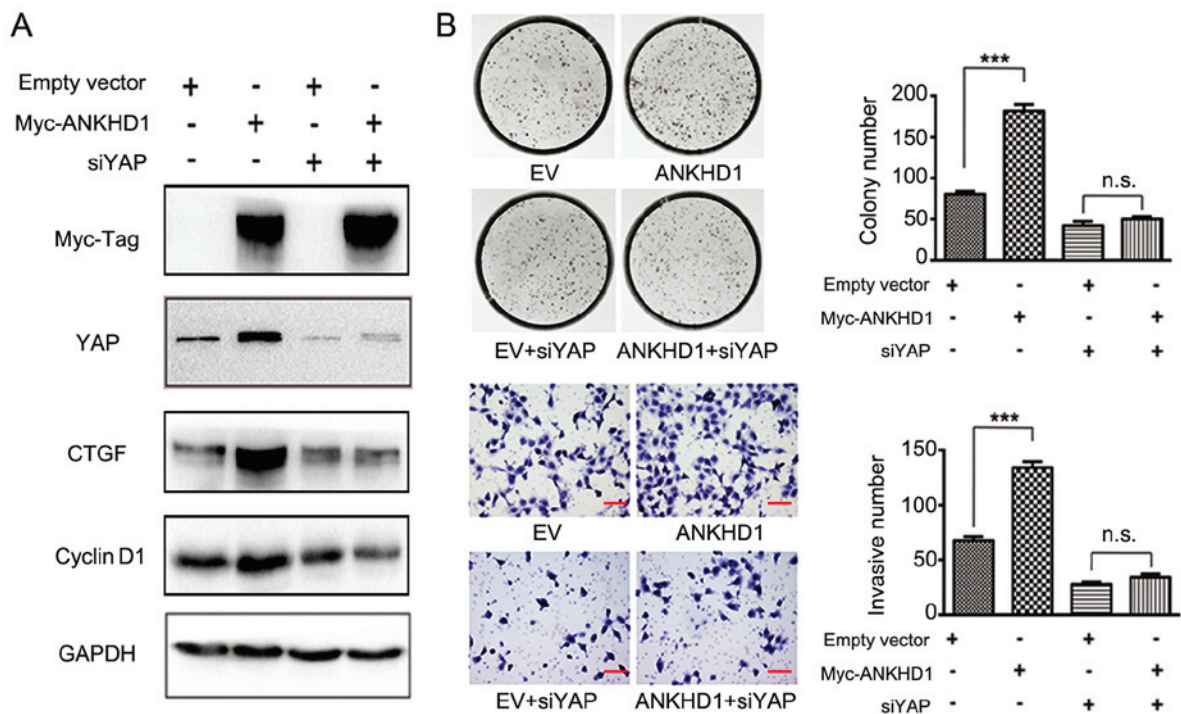 A
Empty vector + - + -
Myc-ANKHD1 - + - +
siYAP - - + +
Myc-Tag
YAP
CTGF
Cyclin D1
GAPDH
B
EV ANKHD1
EV+siYAP ANKHD1+siYAP
EV ANKHD1
EV+siYAP ANKHD1+siYAP
Colony number
200
150
100
50
0
***
n.s.
Empty vector + - + -
Myc-ANKHD1 - + - +
siYAP - - + +
Invasive number
150
100
50
0
***
n.s.
Empty vector + - + -
Myc-ANKHD1 - + - +
siYAP - - + +